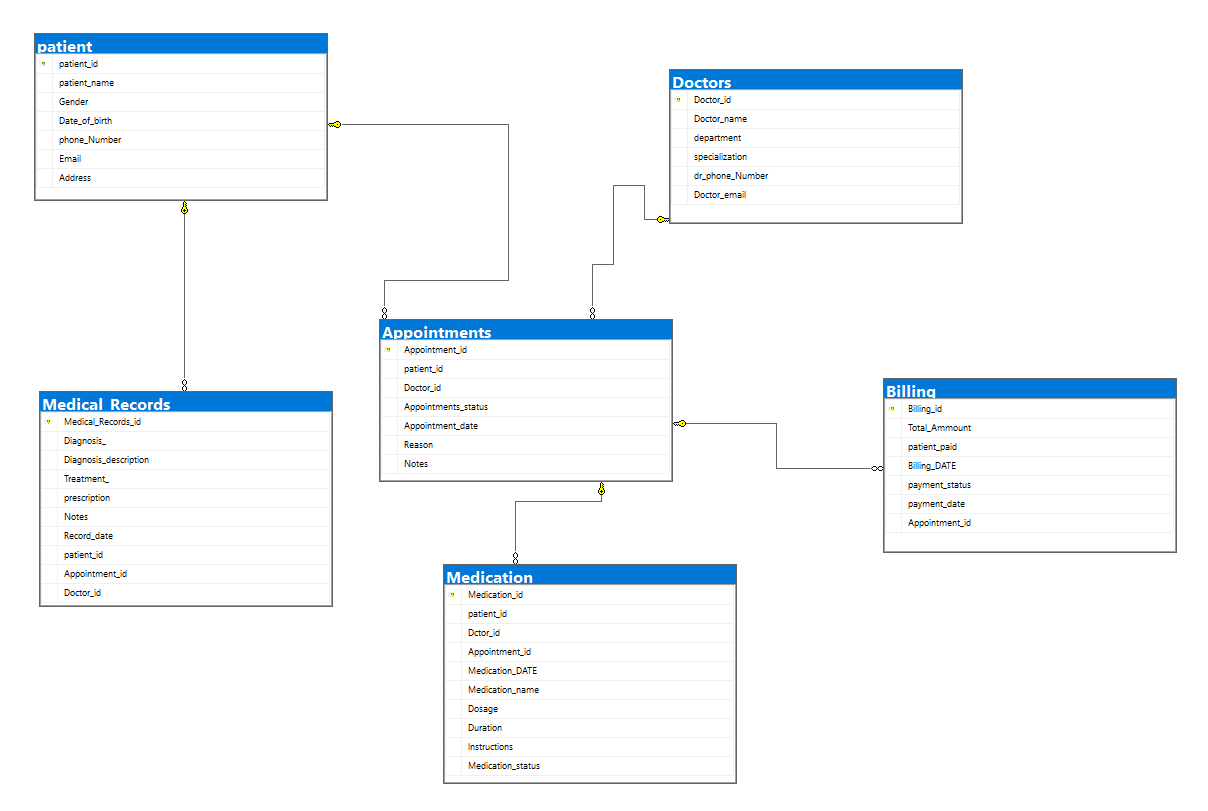 patient
patient_id
patient_name
Gender
Date_of_birth
phone_Number
Email
Address
Doctors
Doctor_id
Doctor_name
department
specialization
dr_phone_Number
Doctor_email
Appointments
Appointment_id
patient_id
Doctor_id
Appointments_status
Appointment_date
Reason
Notes
Medical_Records
Medical_Records_id
Diagnosis_
Diagnosis_description
Treatment_
prescription
Notes
Record_date
patient_id
Appointment_id
Doctor_id
Billing
Billing_id
Total_Ammount
patient_paid
Billing_DATE
payment_status
payment_date
Appointment_id
Medication
Medication_id
patient_id
Dctor_id
Appointment_id
Medication_DATE
Medication_name
Dosage
Duration
Instructions
Medication_status